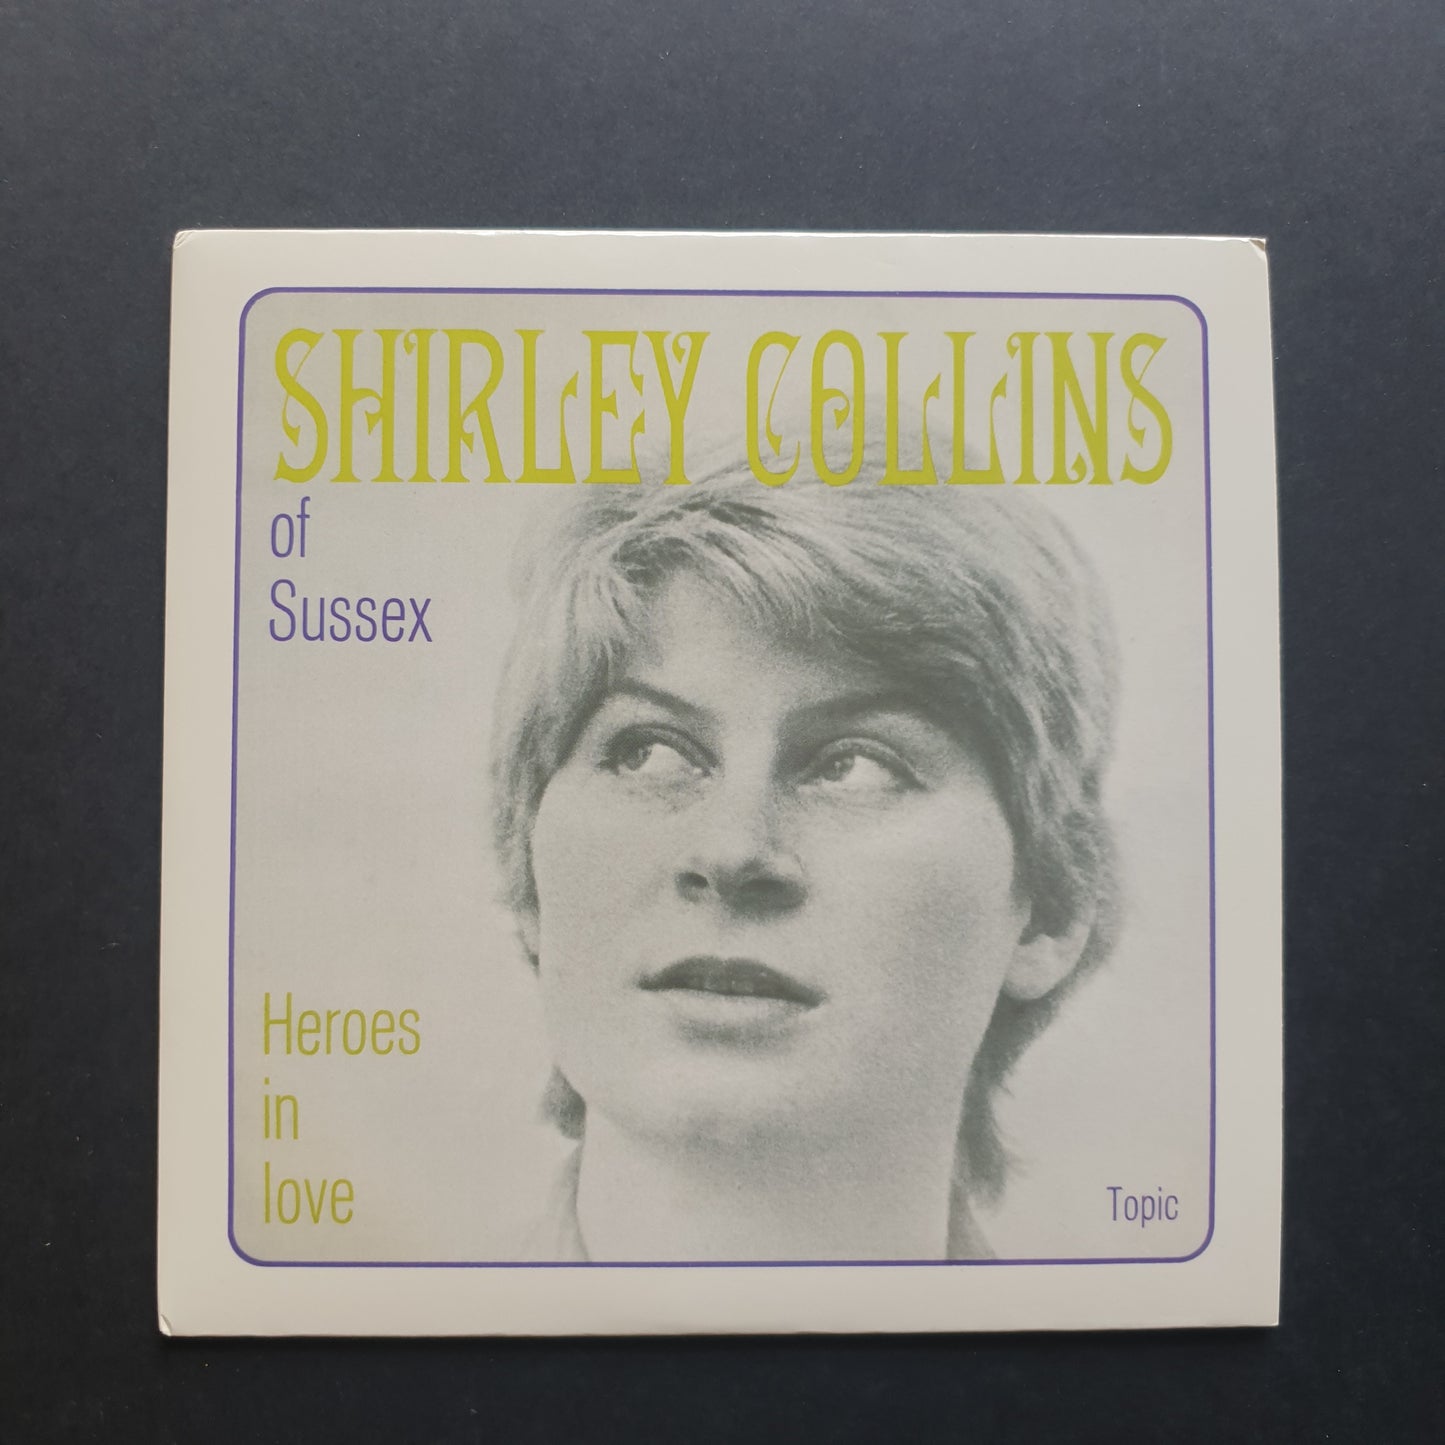 SHIRLEY COLLINS
of
Sussex
Heroes
in
love
Topic